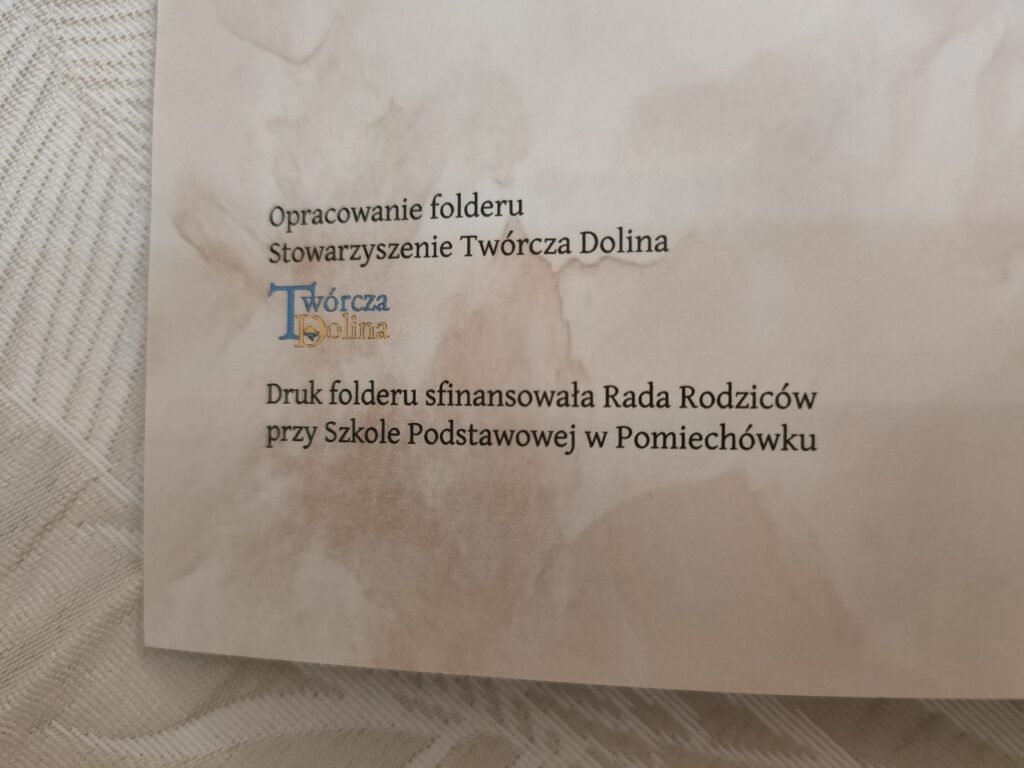 Opracowanie folderu
Stowarzyszenie Twórcza Dolina
Twórcza
Dolina
Druk folderu sfinansowała Rada Rodziców
przy Szkole Podstawowej w Pomiechówku